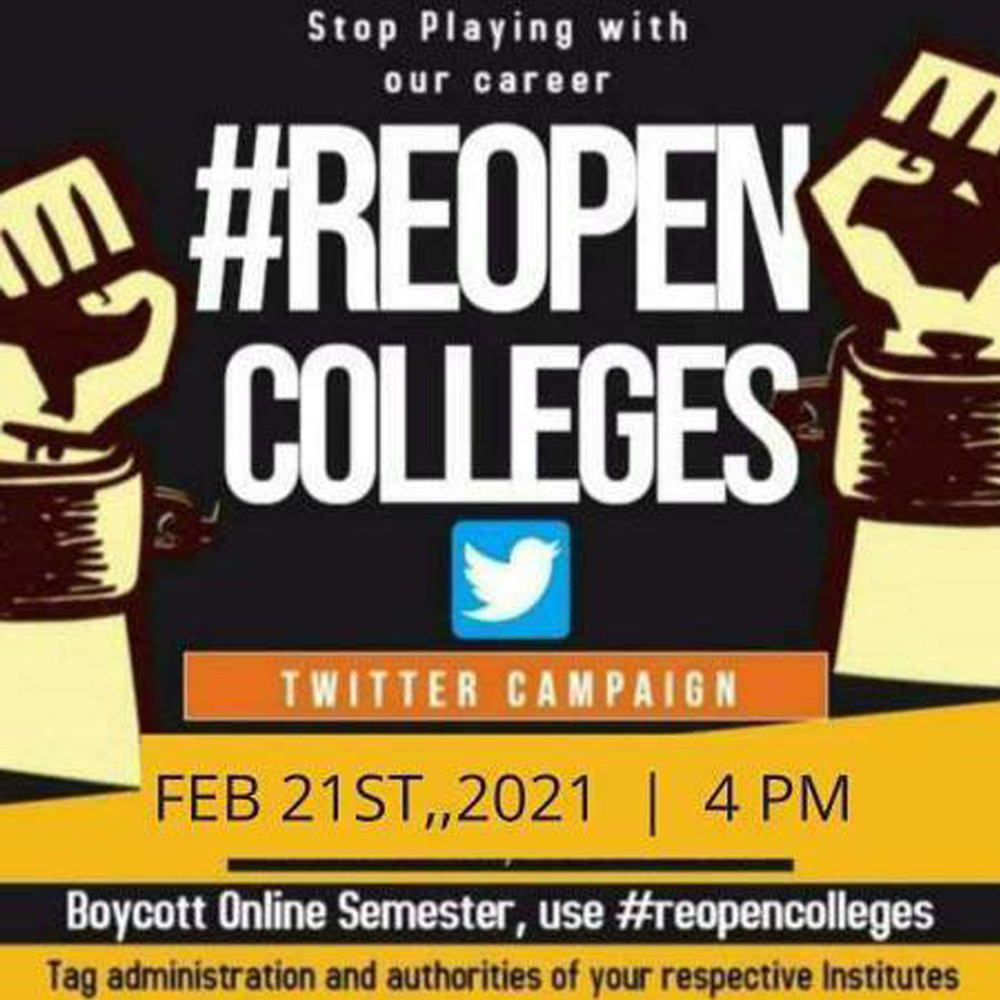 Stop Playing with
our career
#REOPEN
COLLEGES
TWITTER CAMPAIGN
FEB 21ST,,2021 | 4 PM
Boycott Online Semester, use #reopencolleges
Tag administration and authorities of your respective Institutes